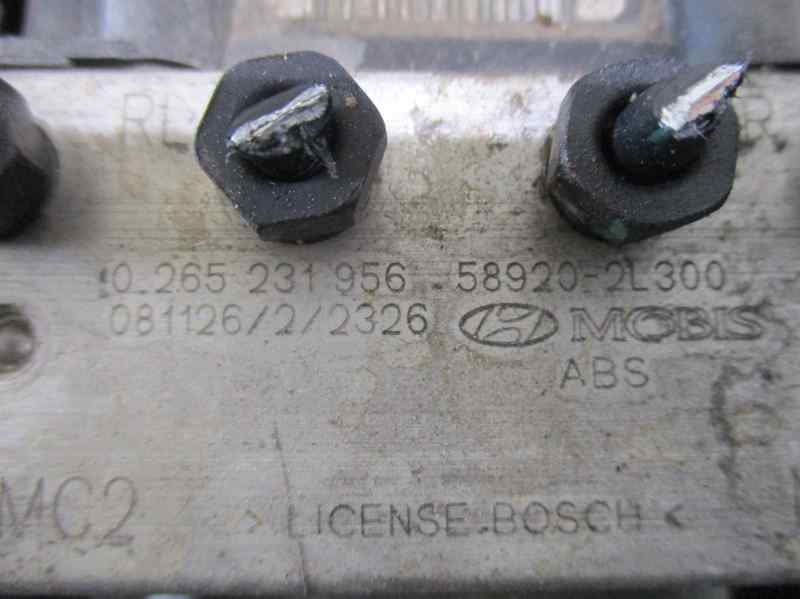 0 265 231 956 58920-2L300
081126/2/2326 MOBIS
ABS
MC2
> LICENSE BOSCH <